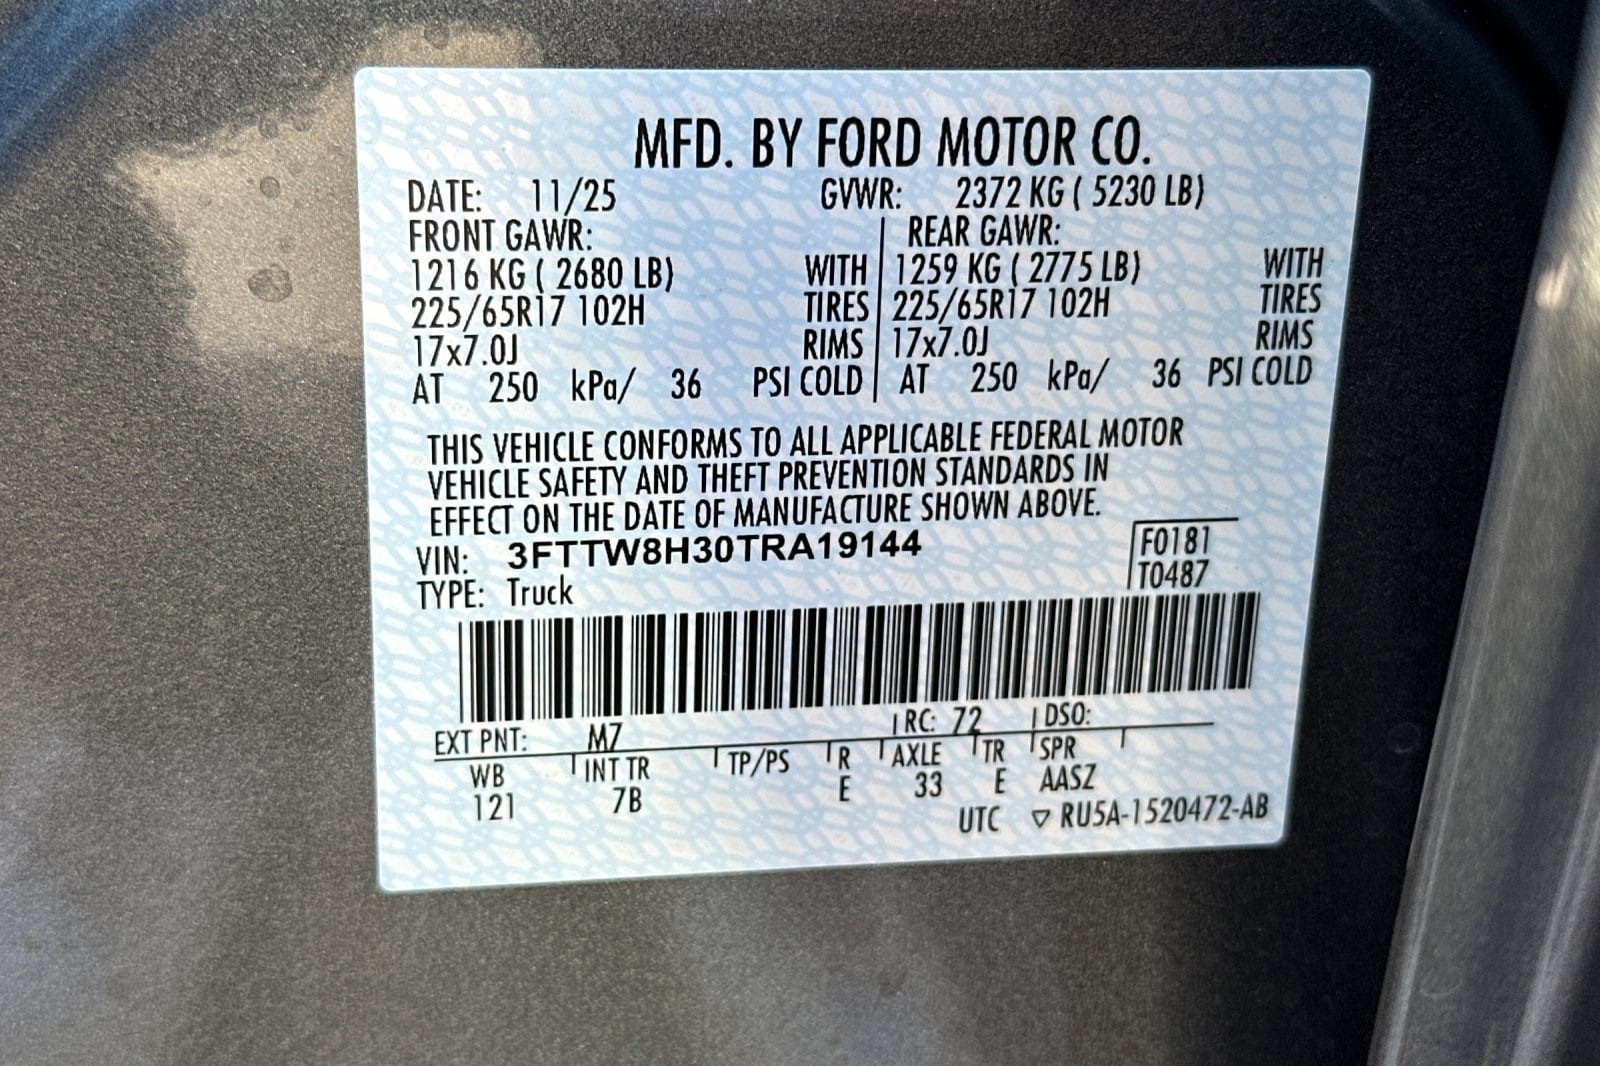 MFD. BY FORD MOTOR CO.
DATE: 11/25 GVWR: 2372 KG ( 5230 LB)
FRONT GAWR: REAR GAWR:
1216 KG ( 2680 LB) WITH 1259 KG ( 2775 LB) WITH
225/65R17 102H TIRES 225/65R17 102H TIRES
17x7.0J RIMS 17x7.0J RIMS
AT 250 kPa/ 36 PSI COLD AT 250 kPa/ 36 PSI COLD
THIS VEHICLE CONFORMS TO ALL APPLICABLE FEDERAL MOTOR
VEHICLE SAFETY AND THEFT PREVENTION STANDARDS IN
EFFECT ON THE DATE OF MANUFACTURE SHOWN ABOVE.
VIN: 3FTTW8H30TRA19144 F0181
TYPE: Truck T0487
EXT PNT: M7 RC: 72 DSO:
WB INT TR TP/PS R AXLE TR SPR
121 7B E 33 E AASZ
UTC ▽ RU5A-1520472-AB